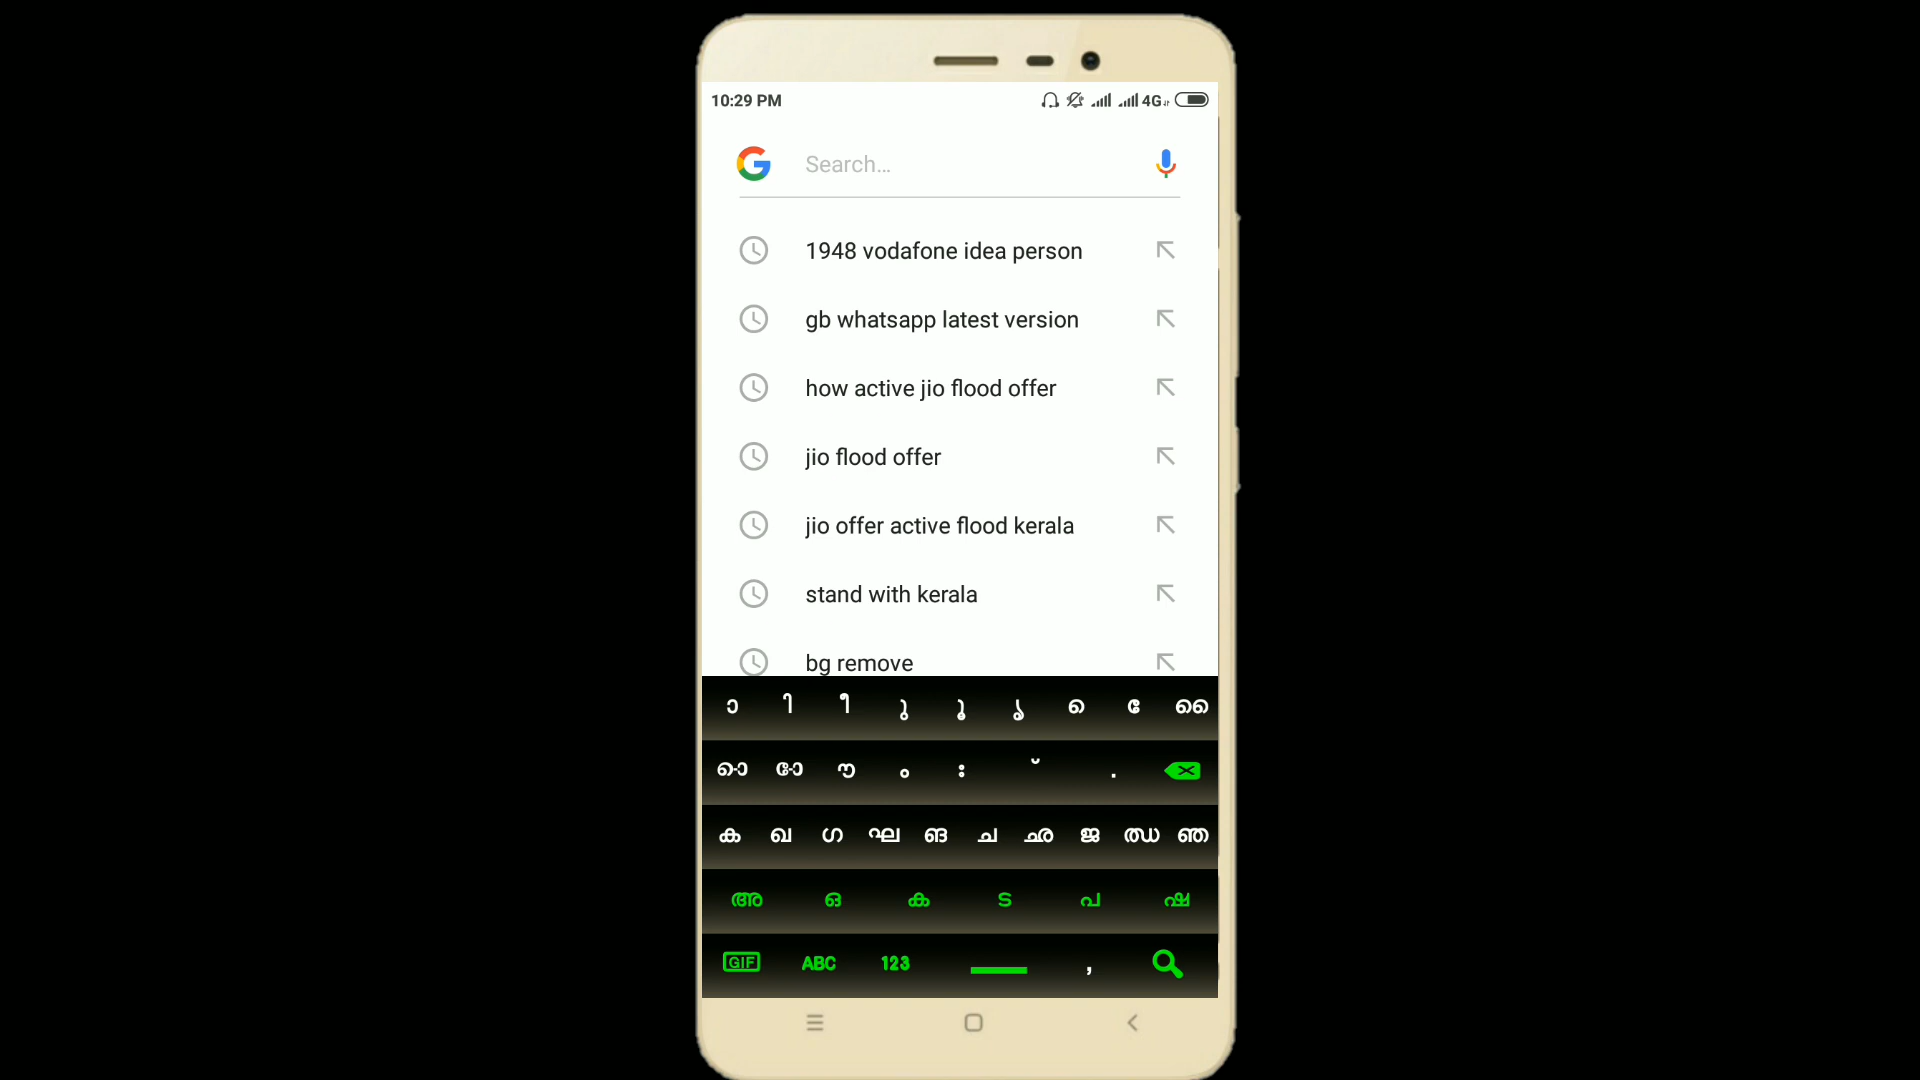 10:29 PM 4G
Search...
1948 vodafone idea person
gb whatsapp latest version
how active jio flood offer
jio flood offer
jio offer active flood kerala
stand with kerala
bg remove
ാ ി ീ ു ൂ ൃ െ േ ൈ
ൊ ോ ൗ ം ഃ ് .
ക ഖ ഗ ഘ ങ ച ഛ ജ ഝ ഞ
അ ഒ ക ട പ ഷ
GIF ABC 123 ,